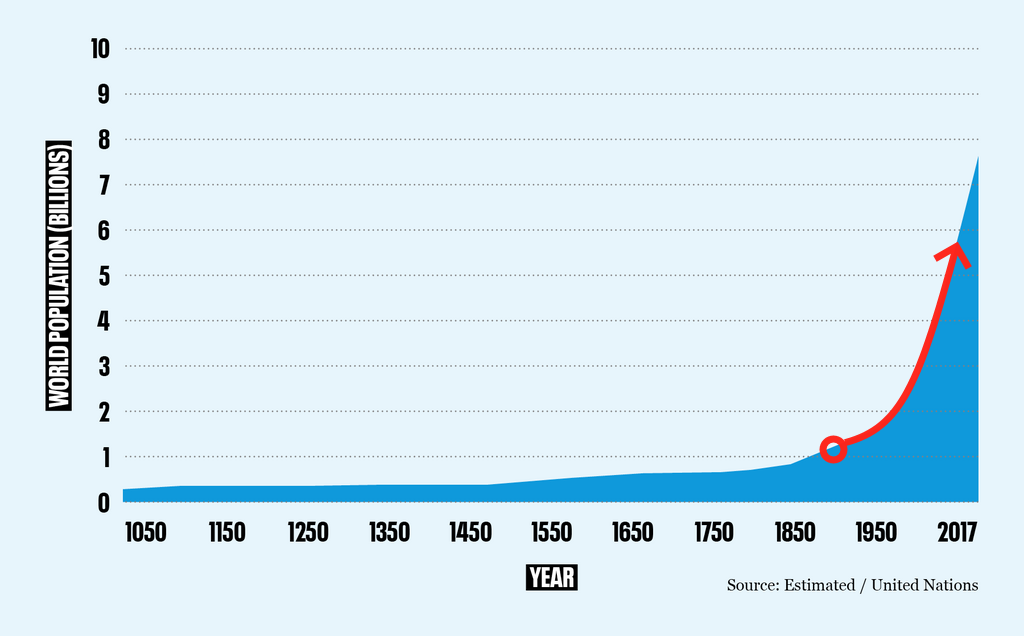 10
9
8
7
6
5
4
3
2
1
0
WORLD POPULATION (BILLIONS)
1050 1150 1250 1350 1450 1550 1650 1750 1850 1950 2017
YEAR
Source: Estimated / United Nations